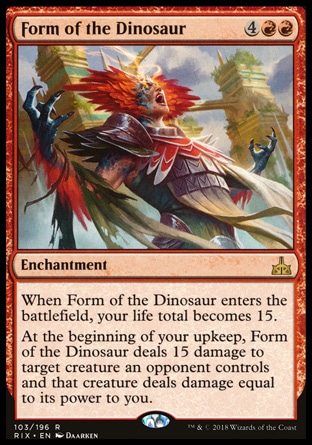 Form of the Dinosaur 4
Enchantment
When Form of the Dinosaur enters the
battlefield, your life total becomes 15.
At the beginning of your upkeep, Form
of the Dinosaur deals 15 damage to
target creature an opponent controls
and that creature deals damage equal
to its power to you.
103/196 R
RIX • EN Daarken
™ & © 2018 Wizards of the Coast